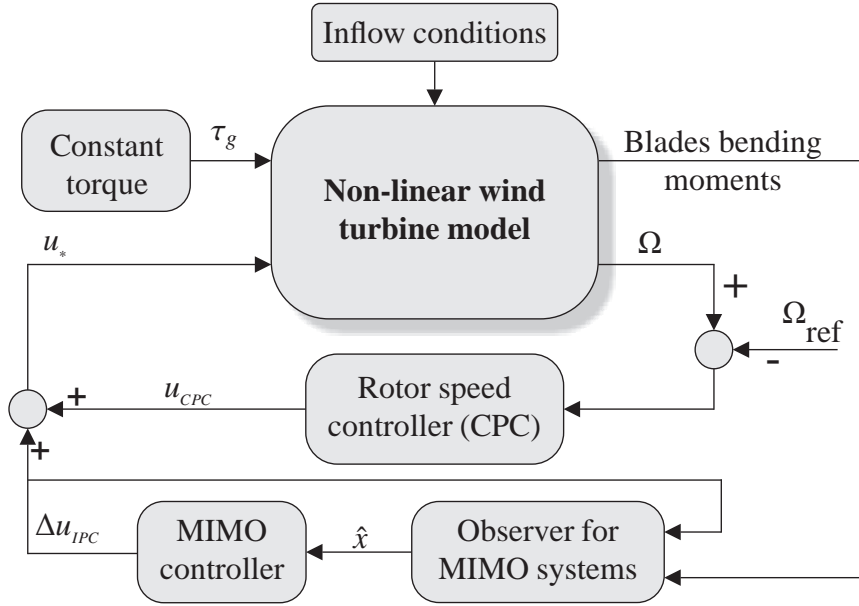 Inflow conditions
Constant
torque
τg
Non-linear wind
turbine model
Blades bending
moments
u*
Ω
+
Ωref
-
uCPC
+
Rotor speed
controller (CPC)
+
ΔuIPC
MIMO
controller
x̂
Observer for
MIMO systems